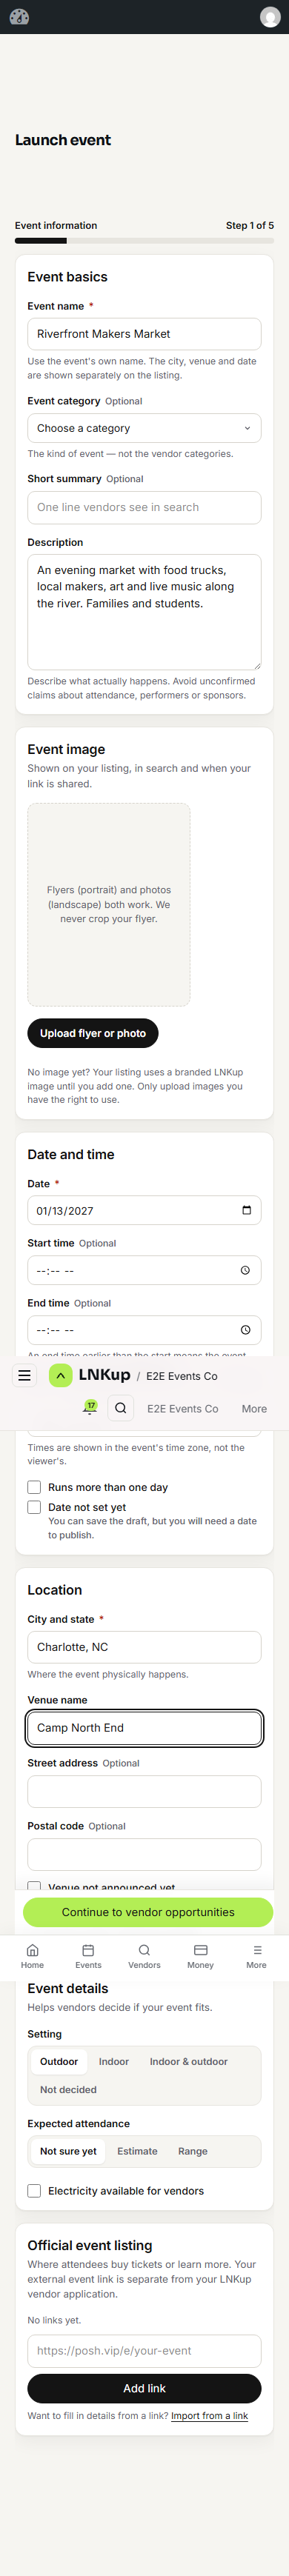 Launch event
Event information
Step 1 of 5
Event basics
Event name *
Riverfront Makers Market
Use the event's own name. The city, venue and date
are shown separately on the listing.
Event category Optional
Choose a category
The kind of event — not the vendor categories.
Short summary Optional
One line vendors see in search
Description
An evening market with food trucks,
local makers, art and live music along
the river. Families and students.
Describe what actually happens. Avoid unconfirmed
claims about attendance, performers or sponsors.
Event image
Shown on your listing, in search and when your
link is shared.
Flyers (portrait) and photos
(landscape) both work. We
never crop your flyer.
Upload flyer or photo
No image yet? Your listing uses a branded LNKup
image until you add one. Only upload images you
have the right to use.
Date and time
Date *
01/13/2027
Start time Optional
--:-- --
End time Optional
--:-- --
An end time earlier than the start means the event
LNKup / E2E Events Co
17
E2E Events Co
More
Times are shown in the event's time zone, not the
viewer's.
Runs more than one day
Date not set yet
You can save the draft, but you will need a date
to publish.
Location
City and state *
Charlotte, NC
Where the event physically happens.
Venue name
Camp North End
Street address Optional
Postal code Optional
Venue not announced yet
Continue to vendor opportunities
Home
Events
Vendors
Money
More
Event details
Helps vendors decide if your event fits.
Setting
Outdoor
Indoor
Indoor & outdoor
Not decided
Expected attendance
Not sure yet
Estimate
Range
Electricity available for vendors
Official event listing
Where attendees buy tickets or learn more. Your
external event link is separate from your LNKup
vendor application.
No links yet.
https://posh.vip/e/your-event
Add link
Want to fill in details from a link? Import from a link